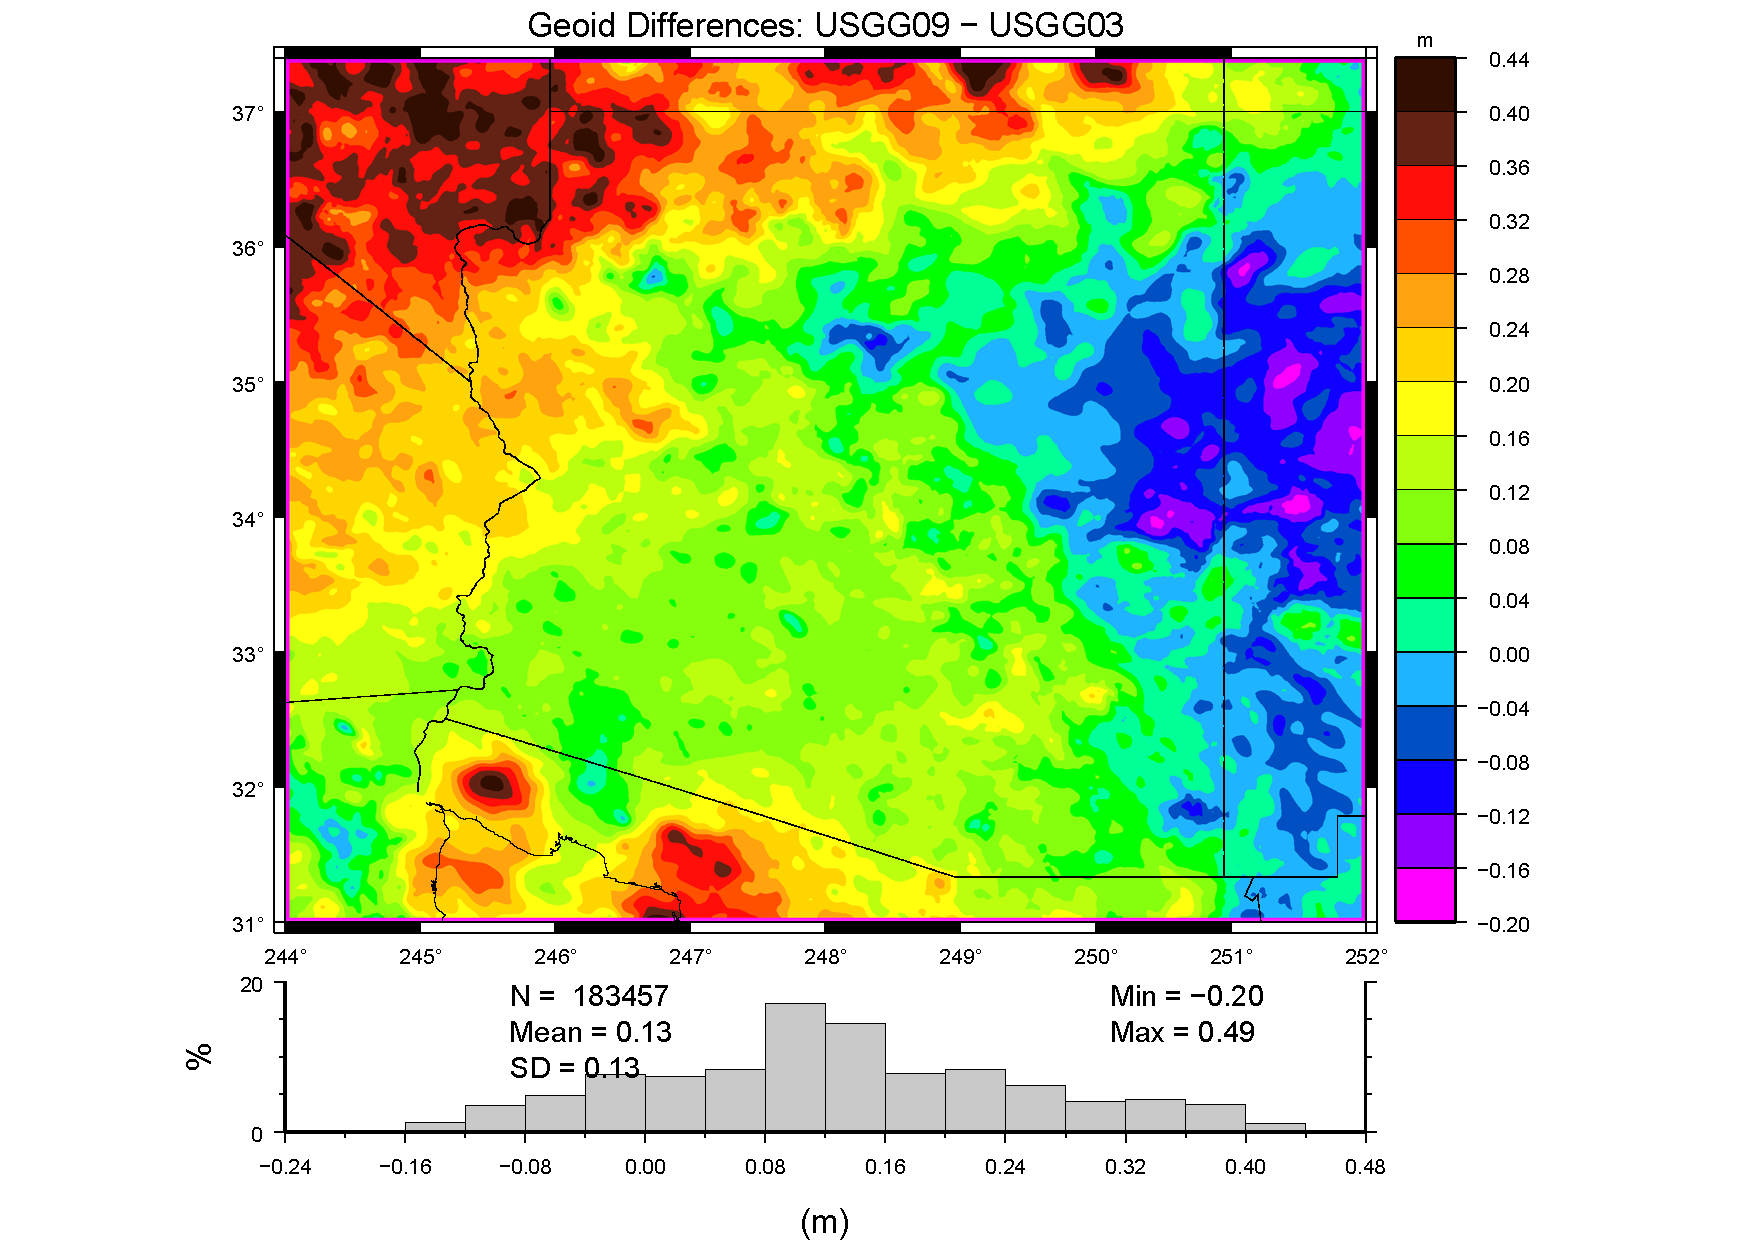 Geoid Differences: USGG09 − USGG03
m
0.44
0.40
0.36
0.32
0.28
0.24
0.20
0.16
0.12
0.08
0.04
0.00
−0.04
−0.08
−0.12
−0.16
−0.20
37°
36°
35°
34°
33°
32°
31°
244° 245° 246° 247° 248° 249° 250° 251° 252°
20
0
%
N = 183457
Mean = 0.13
SD = 0.13
Min = −0.20
Max = 0.49
−0.24 −0.16 −0.08 0.00 0.08 0.16 0.24 0.32 0.40 0.48
(m)